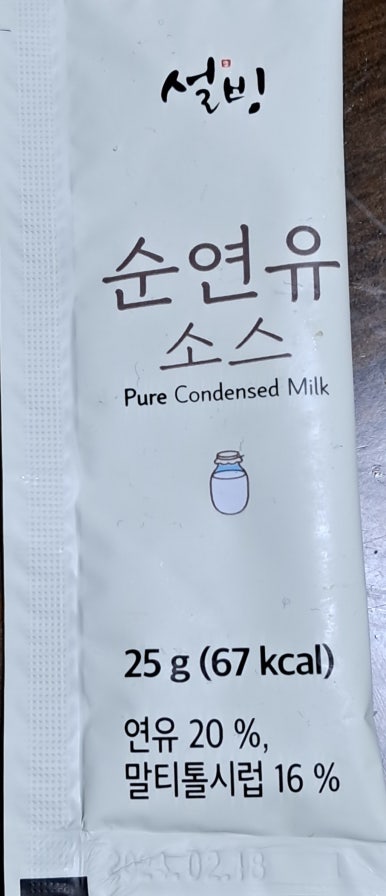 설빙
순연유
소스
Pure Condensed Milk
25 g (67 kcal)
연유 20 %,
말티톨시럽 16 %